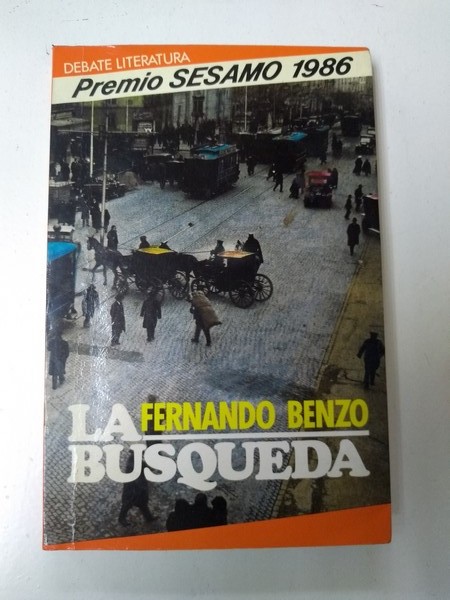 DEBATE LITERATURA
Premio SESAMO 1986
LA FERNANDO BENZO
BUSQUEDA